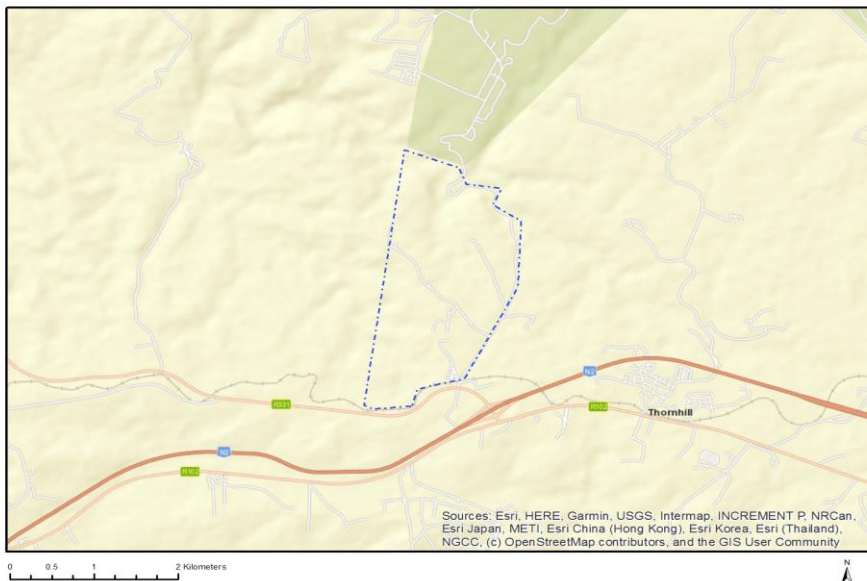 N2
R331
R102
Thornhill
N2
R102
Sources: Esri, HERE, Garmin, USGS, Intermap, INCREMENT P, NRCan,
Esri Japan, METI, Esri China (Hong Kong), Esri Korea, Esri (Thailand),
NGCC, (c) OpenStreetMap contributors, and the GIS User Community
0 0.5 1 2 Kilometers
N